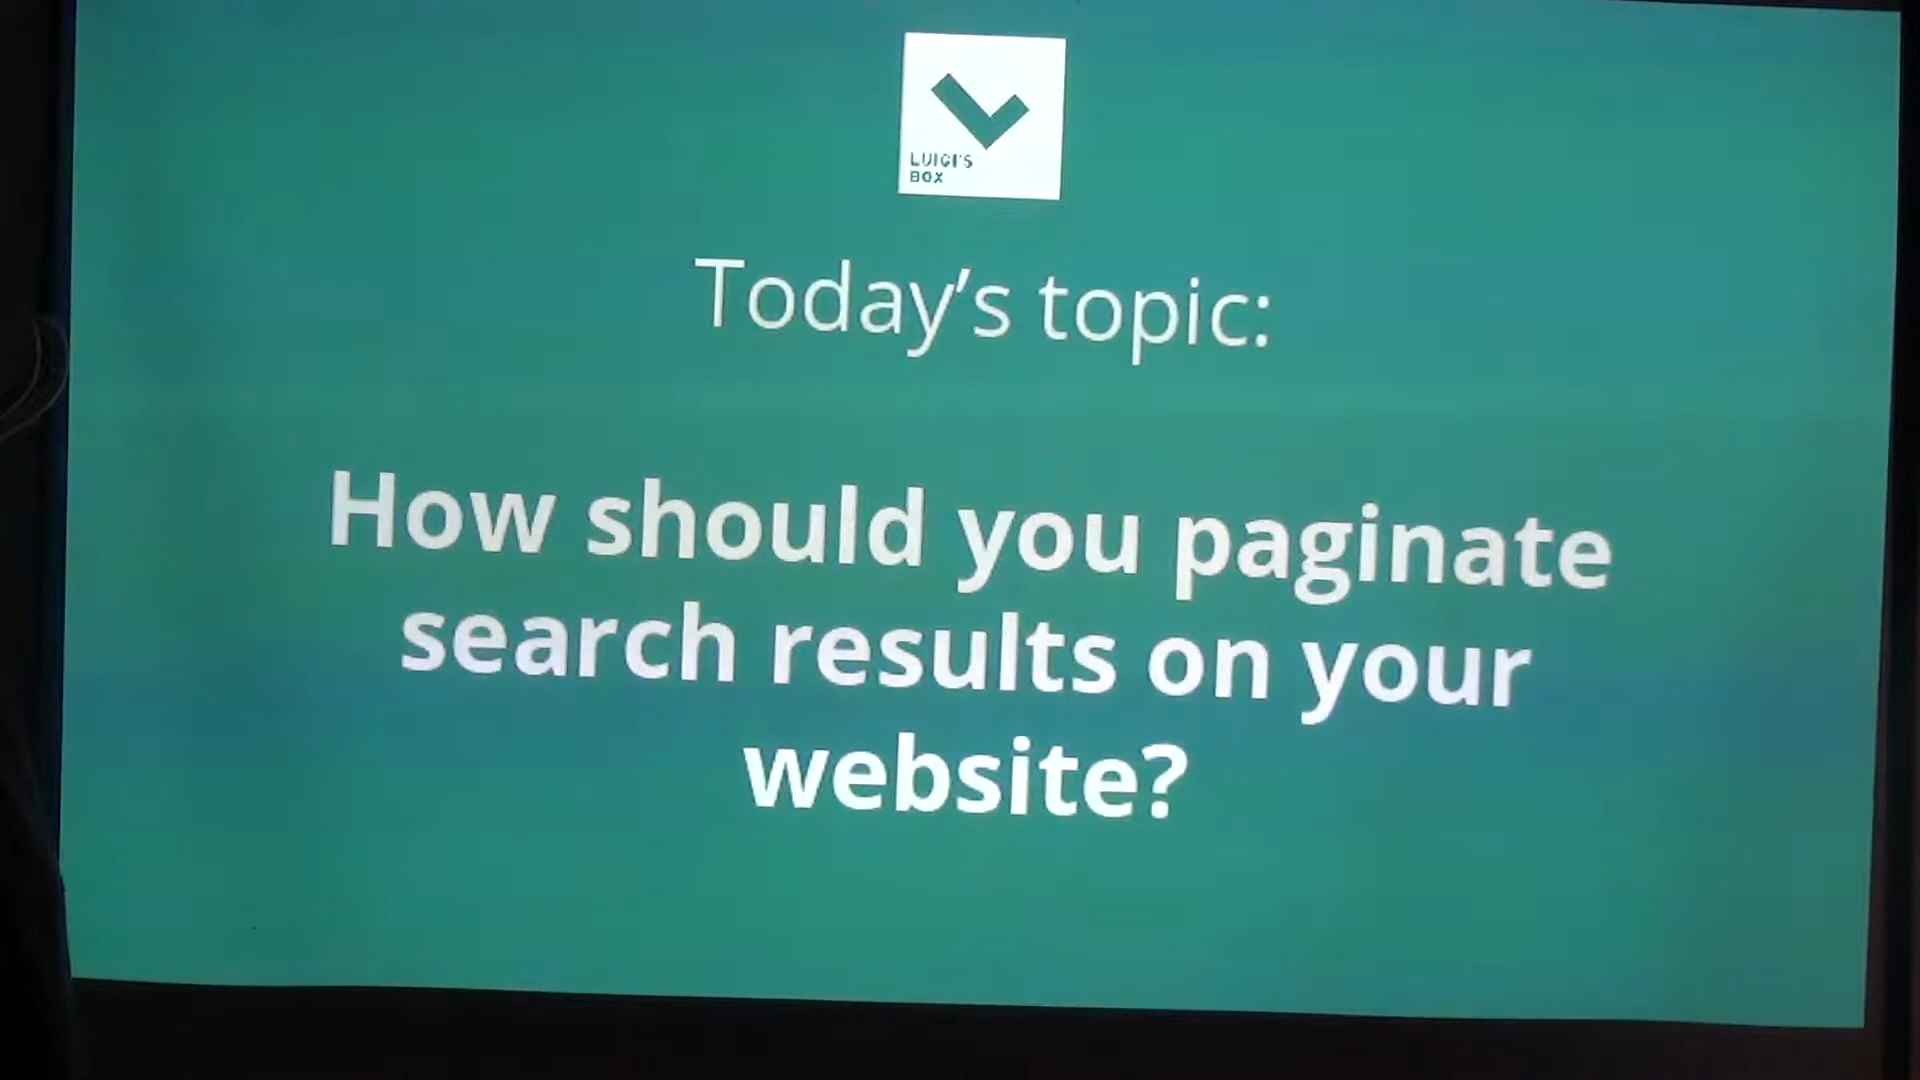 LUIGI'S
BOX
Today's topic:
How should you paginate
search results on your
website?